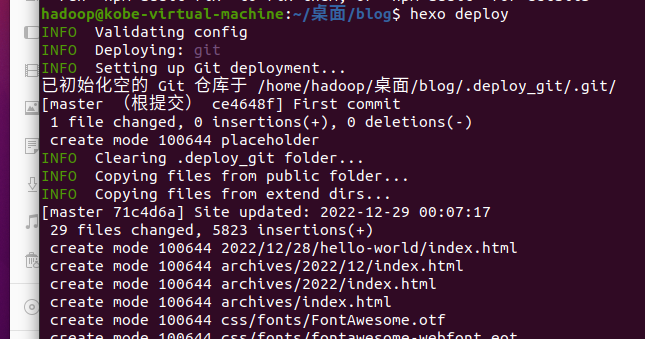 hadoop@kobe-virtual-machine:~/桌面/blog$ hexo deploy
INFO  Validating config
INFO  Deploying: git
INFO  Setting up Git deployment...
已初始化空的 Git 仓库于 /home/hadoop/桌面/blog/.deploy_git/.git/
[master （根提交） ce4648f] First commit
 1 file changed, 0 insertions(+), 0 deletions(-)
 create mode 100644 placeholder
INFO  Clearing .deploy_git folder...
INFO  Copying files from public folder...
INFO  Copying files from extend dirs...
[master 71c4d6a] Site updated: 2022-12-29 00:07:17
 29 files changed, 5823 insertions(+)
 create mode 100644 2022/12/28/hello-world/index.html
 create mode 100644 archives/2022/12/index.html
 create mode 100644 archives/2022/index.html
 create mode 100644 archives/index.html
 create mode 100644 css/fonts/FontAwesome.otf
 create mode 100644 css/fonts/fontawesome-webfont.eot